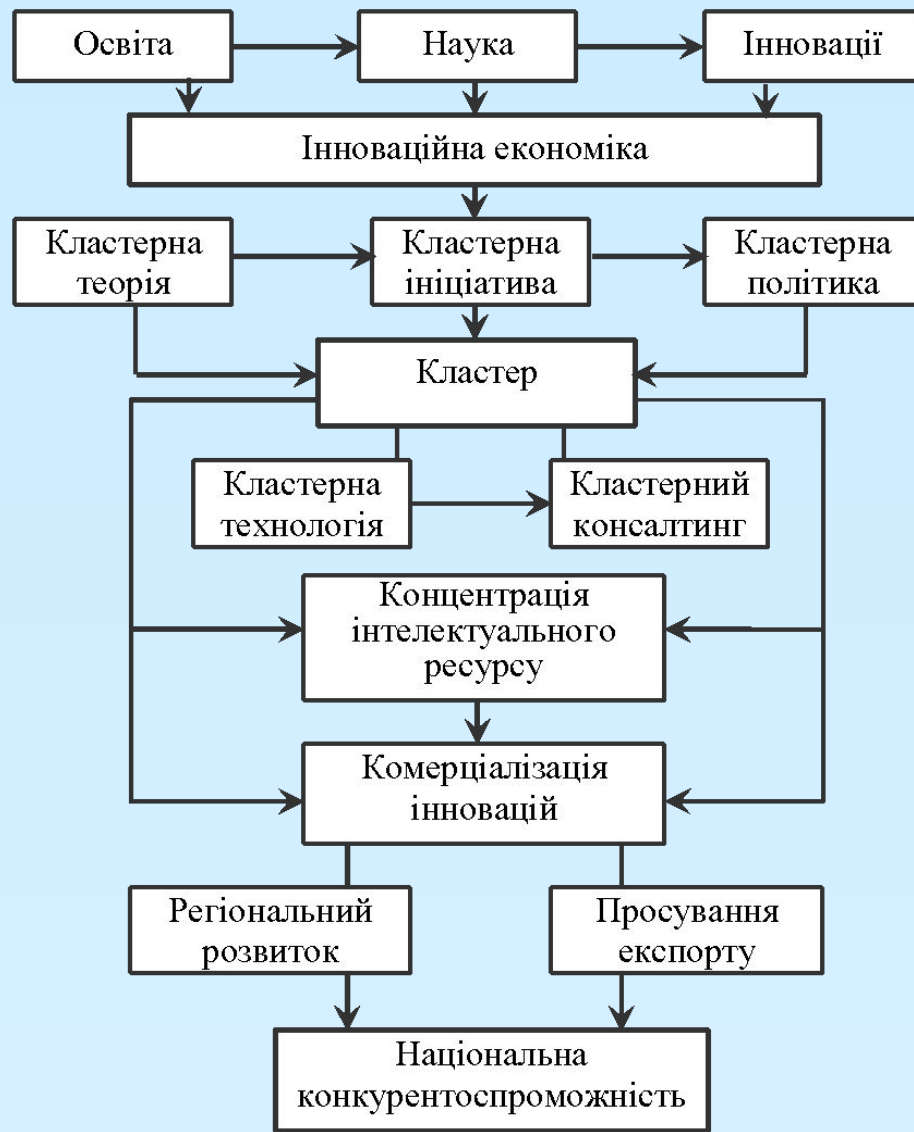 Освіта
Наука
Інновації
Інноваційна економіка
Кластерна
теорія
Кластерна
ініціатива
Кластерна
політика
Кластер
Кластерна
технологія
Кластерний
консалтинг
Концентрація
інтелектуального
ресурсу
Комерціалізація
інновацій
Регіональний
розвиток
Просування
експорту
Національна
конкурентоспроможність